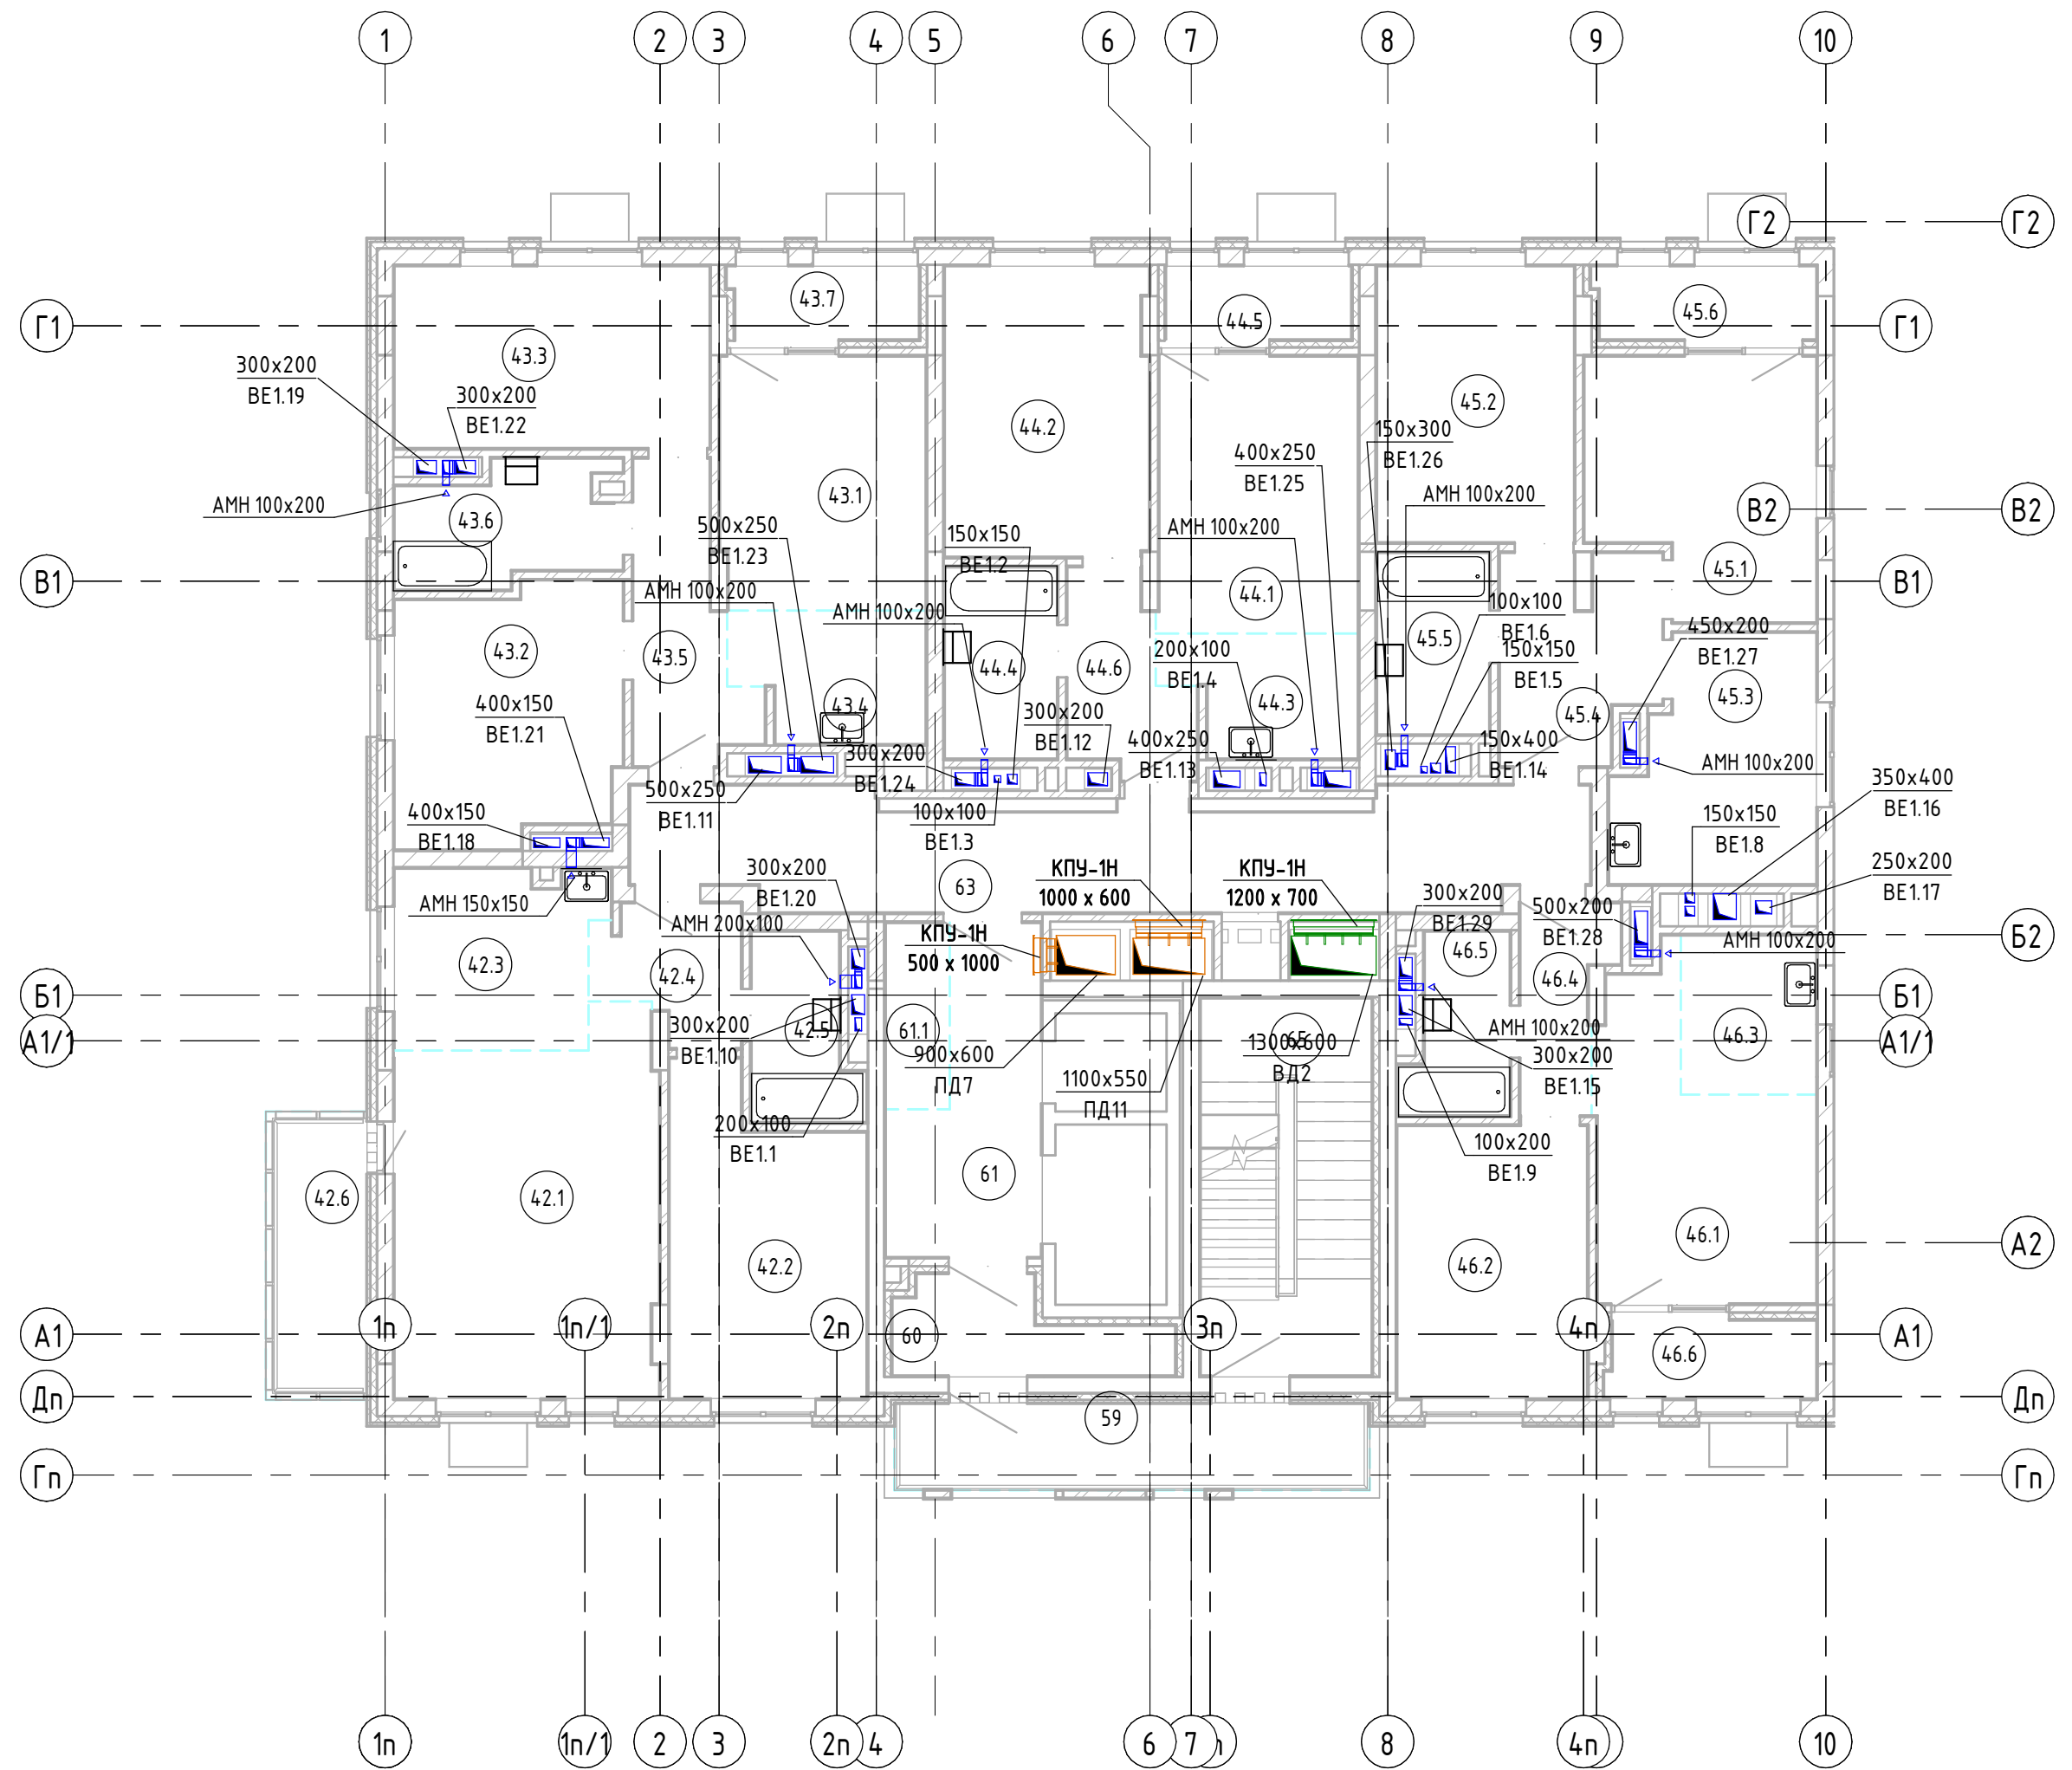 1
2
3
4
5
6
7
8
9
10
Г2
Г2
43.7
45.6
44.5
Г1
Г1
43.3
300x200
ВЕ1.19
300x200
ВЕ1.22
45.2
44.2
150x300
ВЕ1.26
400x250
ВЕ1.25
43.1
АМН 100x200
АМН 100x200
В2
В2
43.6
500x250
ВЕ1.23
150x150
ВЕ1.2
АМН 100x200
45.1
В1
В1
АМН 100x200
44.1
100x100
ВЕ1.6
АМН 100x200
450x200
ВЕ1.27
43.2
43.5
45.5
150x150
ВЕ1.5
200x100
ВЕ1.4
44.4
44.6
45.3
400x150
ВЕ1.21
43.4
44.3
45.4
300x200
ВЕ1.12
300x200
ВЕ1.24
400x250
ВЕ1.13
150x400
ВЕ1.14
АМН 100x200
500x250
ВЕ1.11
350x400
ВЕ1.16
400x150
ВЕ1.18
100x100
ВЕ1.3
150x150
ВЕ1.8
300x200
ВЕ1.20
63
КПУ-1Н
1000 x 600
КПУ-1Н
1200 x 700
250x200
ВЕ1.17
АМН 150x150
300x200
ВЕ1.29
500x200
ВЕ1.28
АМН 200x100
КПУ-1Н
500 x 1000
АМН 100x200
Б2
42.3
42.4
46.5
46.4
Б1
Б1
42.5
61.1
65
46.3
А1/1
А1/1
300x200
ВЕ1.10
900x600
ПД7
1300x600
ВД2
АМН 100x200
300x200
ВЕ1.15
1100x550
ПД11
200x100
ВЕ1.1
100x200
ВЕ1.9
61
42.6
42.1
46.1
А2
42.2
46.2
1п
1п/1
2п
60
3п
4п
А1
А1
46.6
Дп
Дп
59
Гп
Гп
1п
1п/1
2
3
2п
4
6
7
8
4п
10